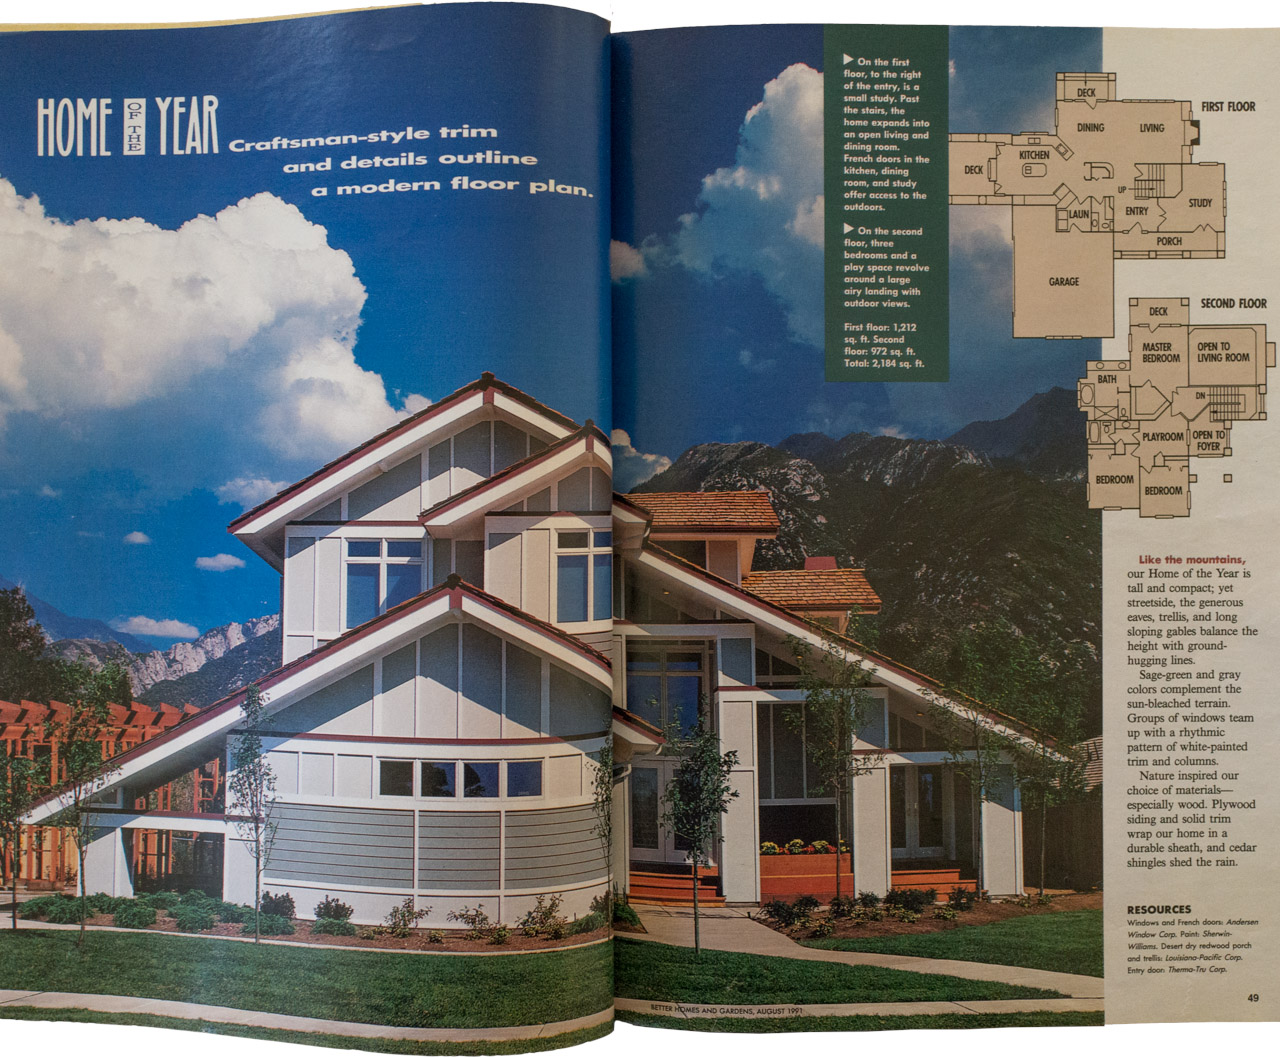 HOME OF THE YEAR
Craftsman-style trim
and details outline
a modern floor plan.
▶ On the first
floor, to the right
of the entry, is a
small study. Past
the stairs, the
home expands into
an open living and
dining room.
French doors in the
kitchen, dining
room, and study
offer access to the
outdoors.
▶ On the second
floor, three
bedrooms and a
play space revolve
around a large
airy landing with
outdoor views.
First floor: 1,212
sq. ft. Second
floor: 972 sq. ft.
Total: 2,184 sq. ft.
FIRST FLOOR
DECK
DINING
LIVING
KITCHEN
DECK
UP
STUDY
LAUN
ENTRY
PORCH
GARAGE
SECOND FLOOR
DECK
MASTER
BEDROOM
OPEN TO
LIVING ROOM
BATH
DN
PLAYROOM
OPEN TO
FOYER
BEDROOM
BEDROOM
Like the mountains,
our Home of the Year is
tall and compact; yet
streetside, the generous
eaves, trellis, and long
sloping gables balance the
height with ground-
hugging lines.
Sage-green and gray
colors complement the
sun-bleached terrain.
Groups of windows team
up with a rhythmic
pattern of white-painted
trim and columns.
Nature inspired our
choice of materials—
especially wood. Plywood
siding and solid trim
wrap our home in a
durable sheath, and cedar
shingles shed the rain.
RESOURCES
Windows and French doors: Andersen
Window Corp. Paint: Sherwin-
Williams. Desert dry redwood porch
and trellis: Louisiana-Pacific Corp.
Entry door: Therma-Tru Corp.
BETTER HOMES AND GARDENS, AUGUST 1991
49